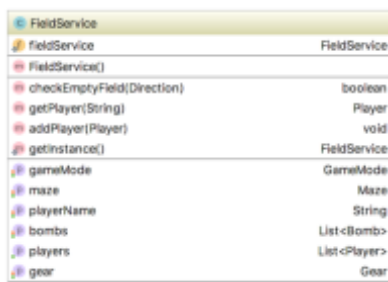 FieldService
fieldService FieldService
FieldService()
checkEmptyField(Direction) boolean
getPlayer(String) Player
addPlayer(Player) void
getInstance() FieldService
gameMode GameMode
maze Maze
playerName String
bombs List<Bomb>
players List<Player>
gear Gear